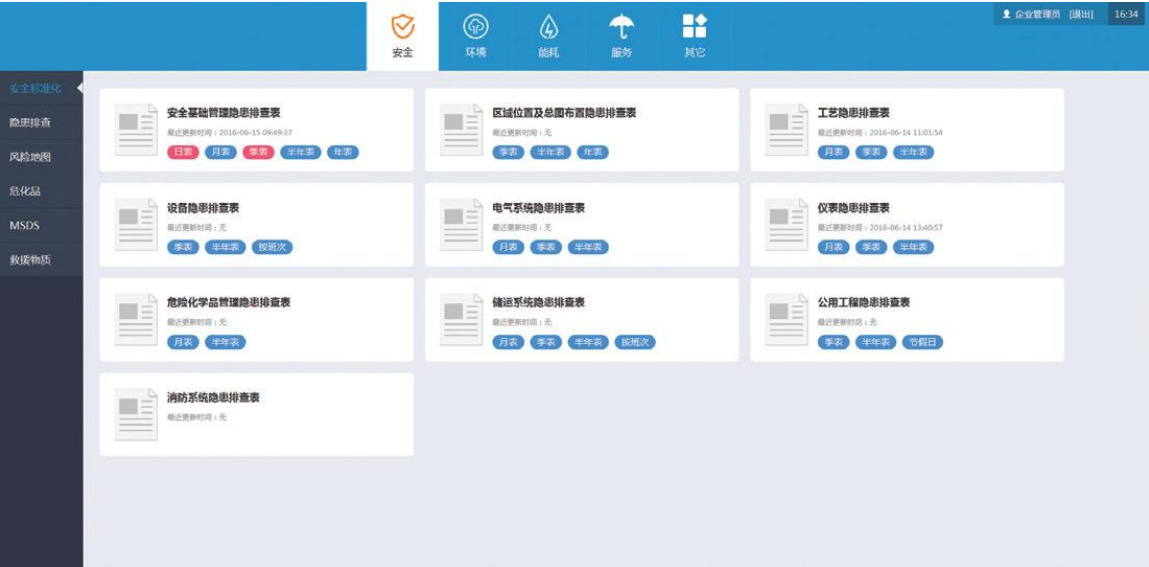 安全
环境
能耗
服务
其它
企业管理员 [退出] 16:34
安全标准化
隐患排查
风险地图
危化品
MSDS
救援物质
安全基础管理隐患排查表
最近更新时间：2016-06-15 09:49:37
日表 月表 季表 半年表 年表
区域位置及总图布置隐患排查表
最近更新时间：无
季表 半年表 年表
工艺隐患排查表
最近更新时间：2016-06-14 11:01:54
月表 季表 半年表
设备隐患排查表
最近更新时间：无
季表 半年表 按班次
电气系统隐患排查表
最近更新时间：无
月表 季表 半年表
仪表隐患排查表
最近更新时间：2016-06-14 13:40:57
月表 季表 半年表
危险化学品管理隐患排查表
最近更新时间：无
月表 半年表
储运系统隐患排查表
最近更新时间：无
月表 季表 半年表 按班次
公用工程隐患排查表
最近更新时间：无
季表 半年表 节假日
消防系统隐患排查表
最近更新时间：无